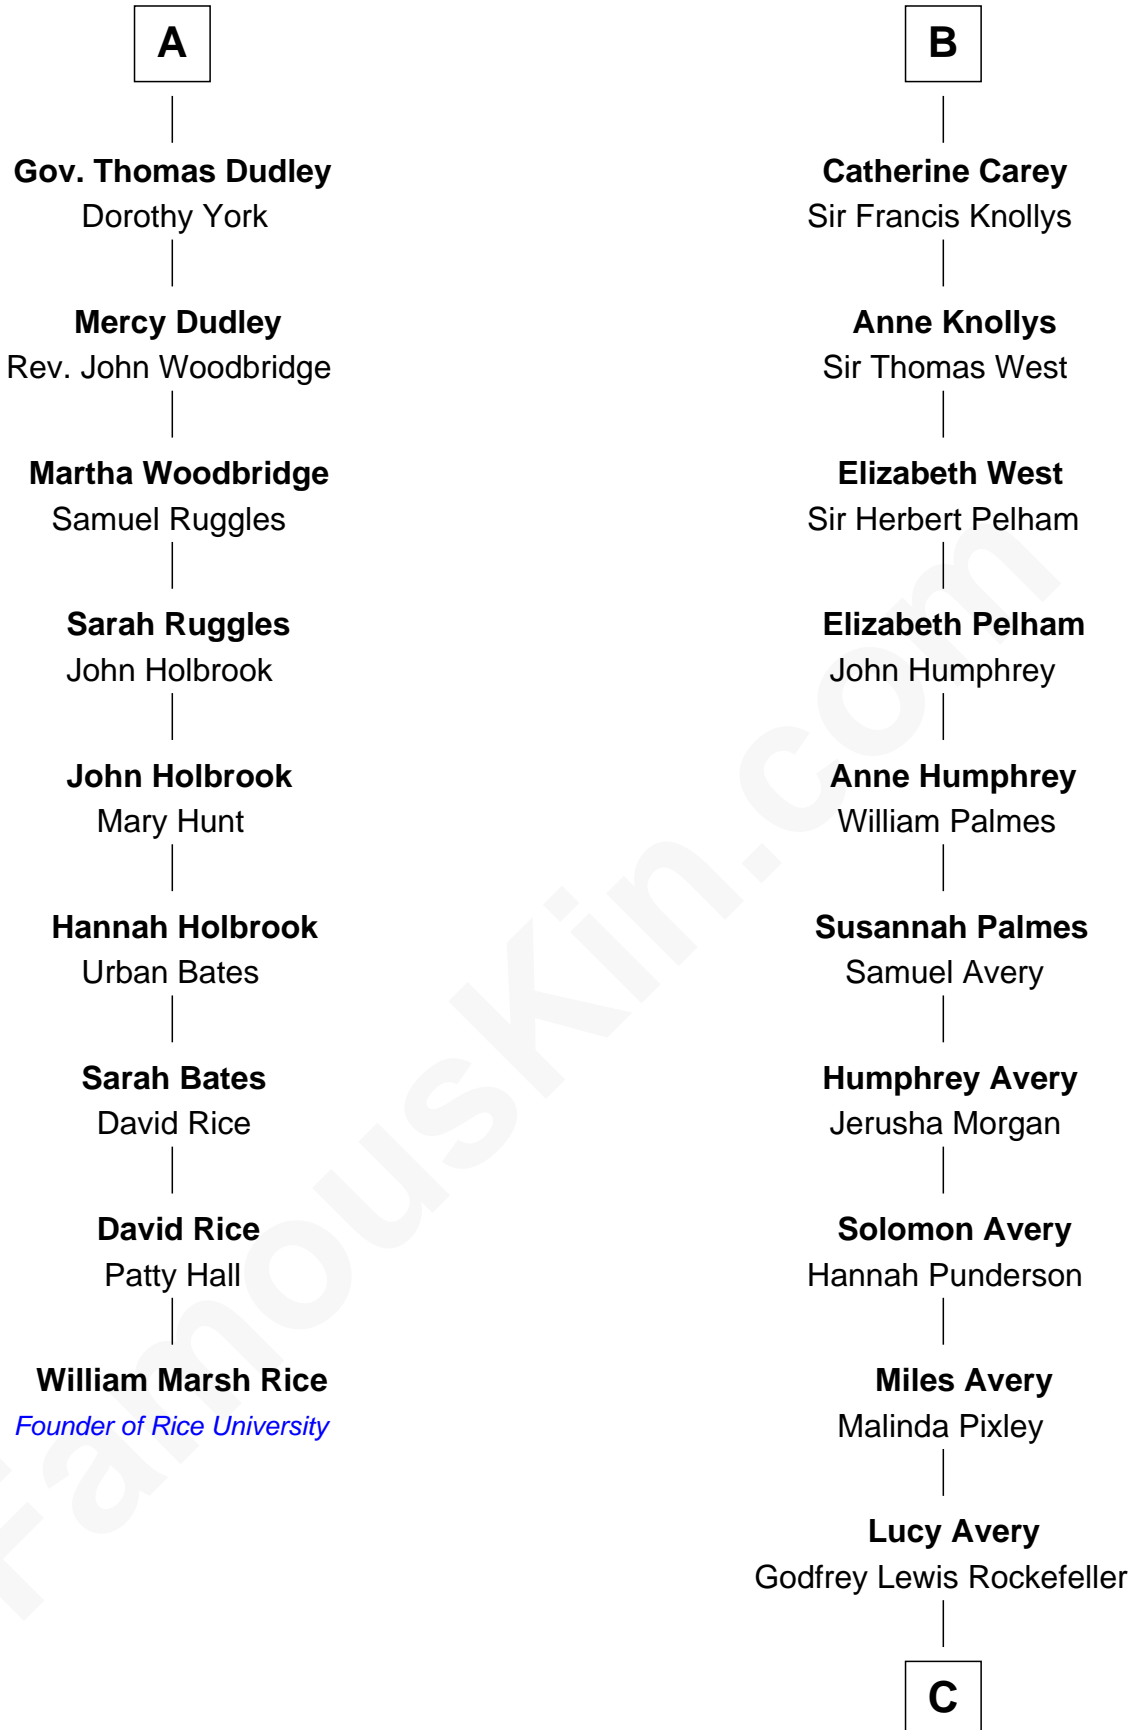 A
Gov. Thomas Dudley
Dorothy York
Mercy Dudley
Rev. John Woodbridge
Martha Woodbridge
Samuel Ruggles
Sarah Ruggles
John Holbrook
John Holbrook
Mary Hunt
Hannah Holbrook
Urban Bates
Sarah Bates
David Rice
David Rice
Patty Hall
William Marsh Rice
Founder of Rice University
B
Catherine Carey
Sir Francis Knollys
Anne Knollys
Sir Thomas West
Elizabeth West
Sir Herbert Pelham
Elizabeth Pelham
John Humphrey
Anne Humphrey
William Palmes
Susannah Palmes
Samuel Avery
Humphrey Avery
Jerusha Morgan
Solomon Avery
Hannah Punderson
Miles Avery
Malinda Pixley
Lucy Avery
Godfrey Lewis Rockefeller
C
FamousKin.com